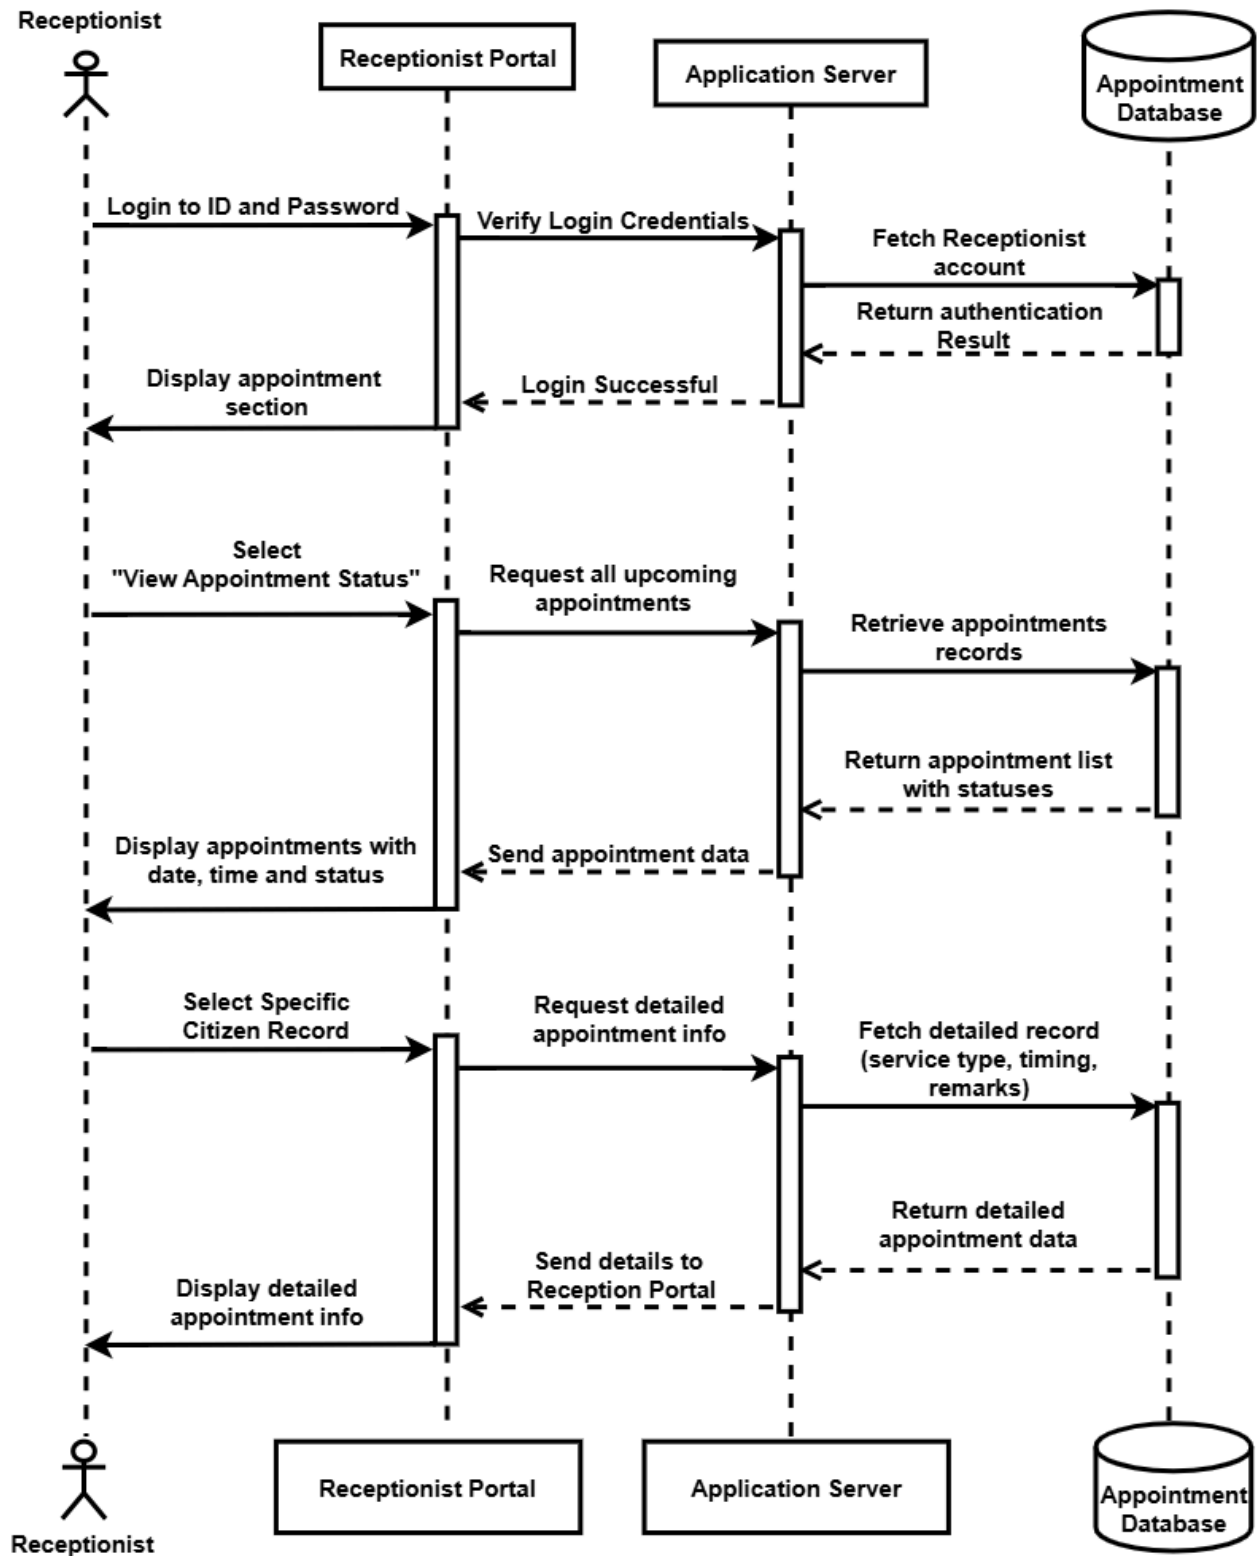 Receptionist
Receptionist Portal
Application Server
Appointment
Database
Login to ID and Password
Verify Login Credentials
Fetch Receptionist
account
Return authentication
Result
Login Successful
Display appointment
section
Select
"View Appointment Status"
Request all upcoming
appointments
Retrieve appointments
records
Return appointment list
with statuses
Send appointment data
Display appointments with
date, time and status
Select Specific
Citizen Record
Request detailed
appointment info
Fetch detailed record
(service type, timing,
remarks)
Return detailed
appointment data
Send details to
Reception Portal
Display detailed
appointment info
Receptionist
Receptionist Portal
Application Server
Appointment
Database